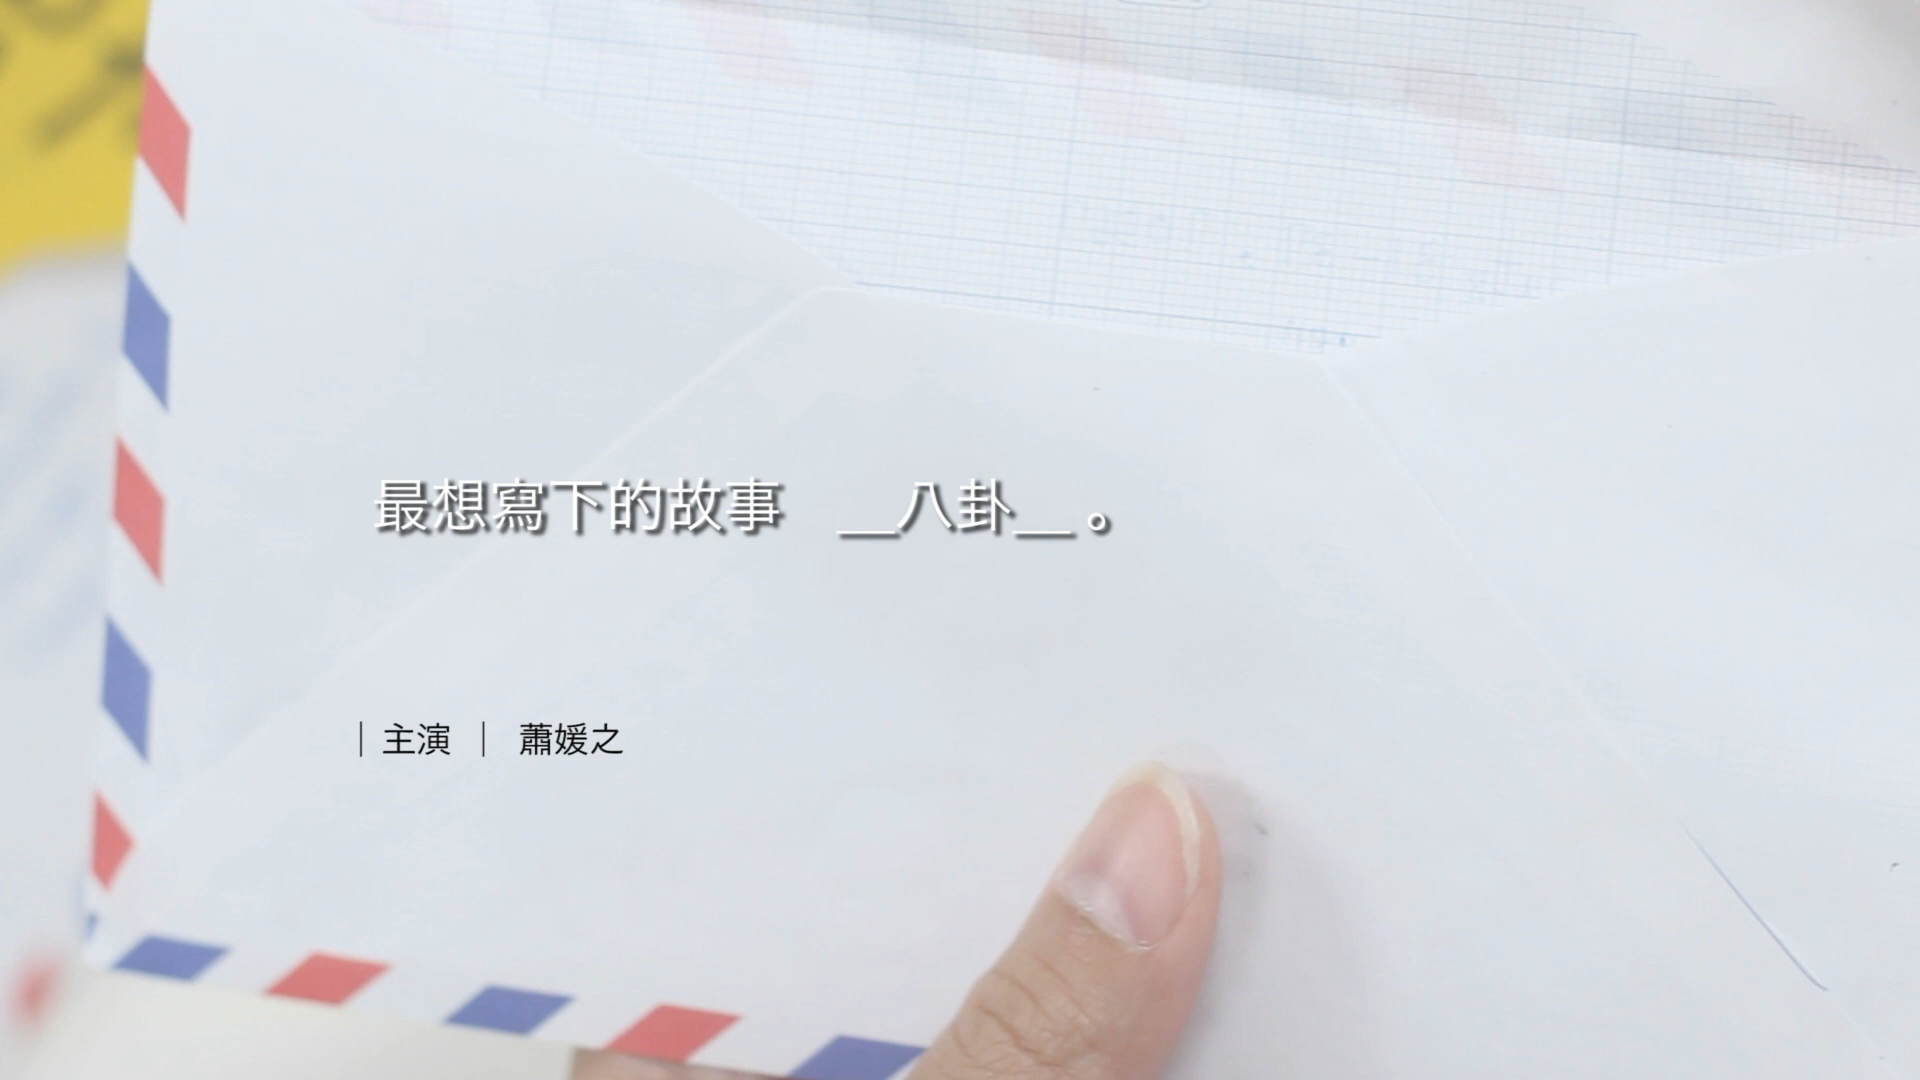 最想寫下的故事　__八卦__。
｜主演 ｜ 蕭媛之